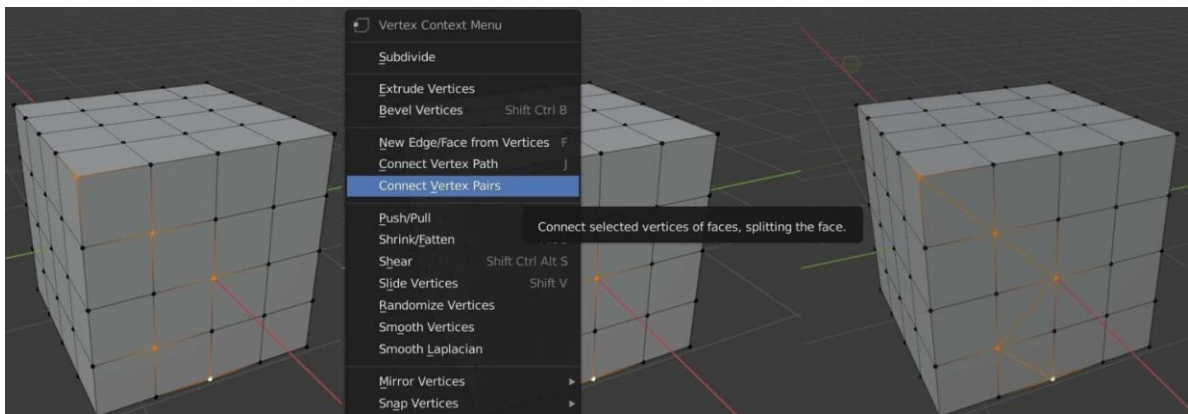 Vertex Context Menu
Subdivide
Extrude Vertices
Bevel Vertices Shift Ctrl B
New Edge/Face from Vertices F
Connect Vertex Path J
Connect Vertex Pairs
Push/Pull
Connect selected vertices of faces, splitting the face.
Shrink/Fatten
Shear Shift Ctrl Alt S
Slide Vertices Shift V
Randomize Vertices
Smooth Vertices
Smooth Laplacian
Mirror Vertices
Snap Vertices